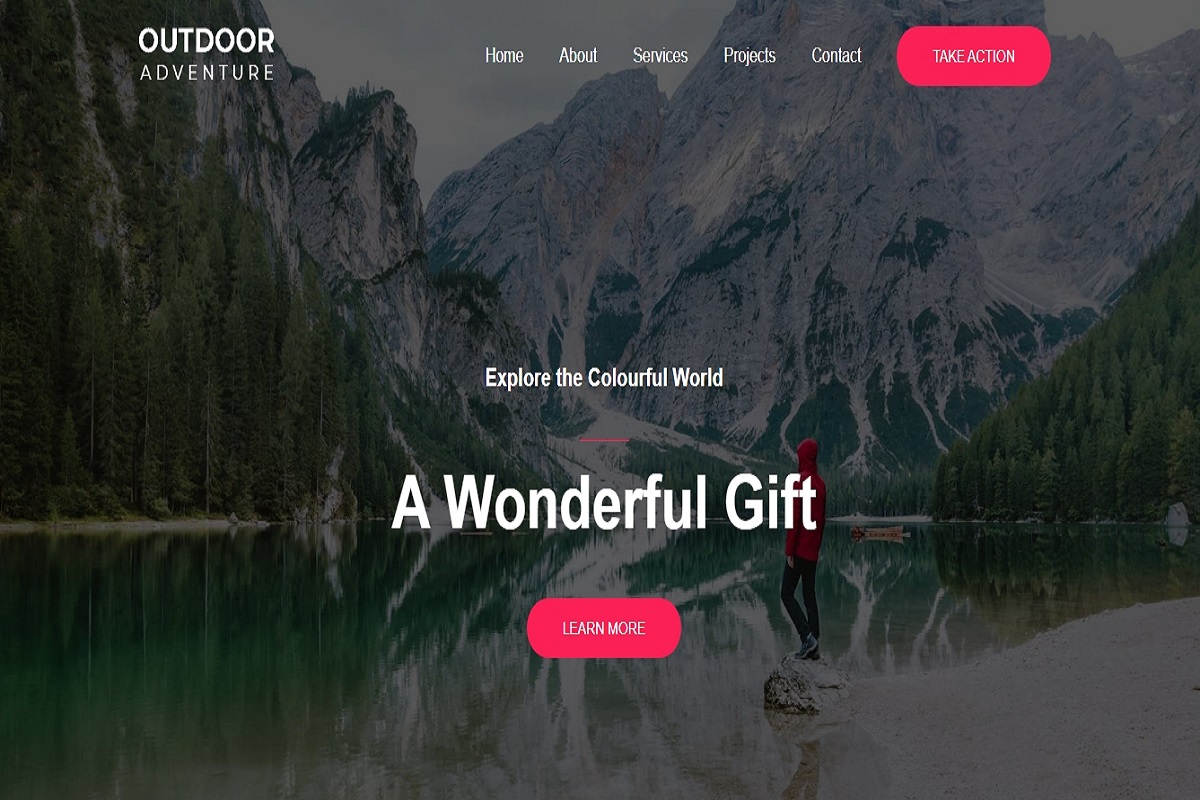 OUTDOOR
ADVENTURE
Home About Services Projects Contact TAKE ACTION
Explore the Colourful World
A Wonderful Gift
LEARN MORE